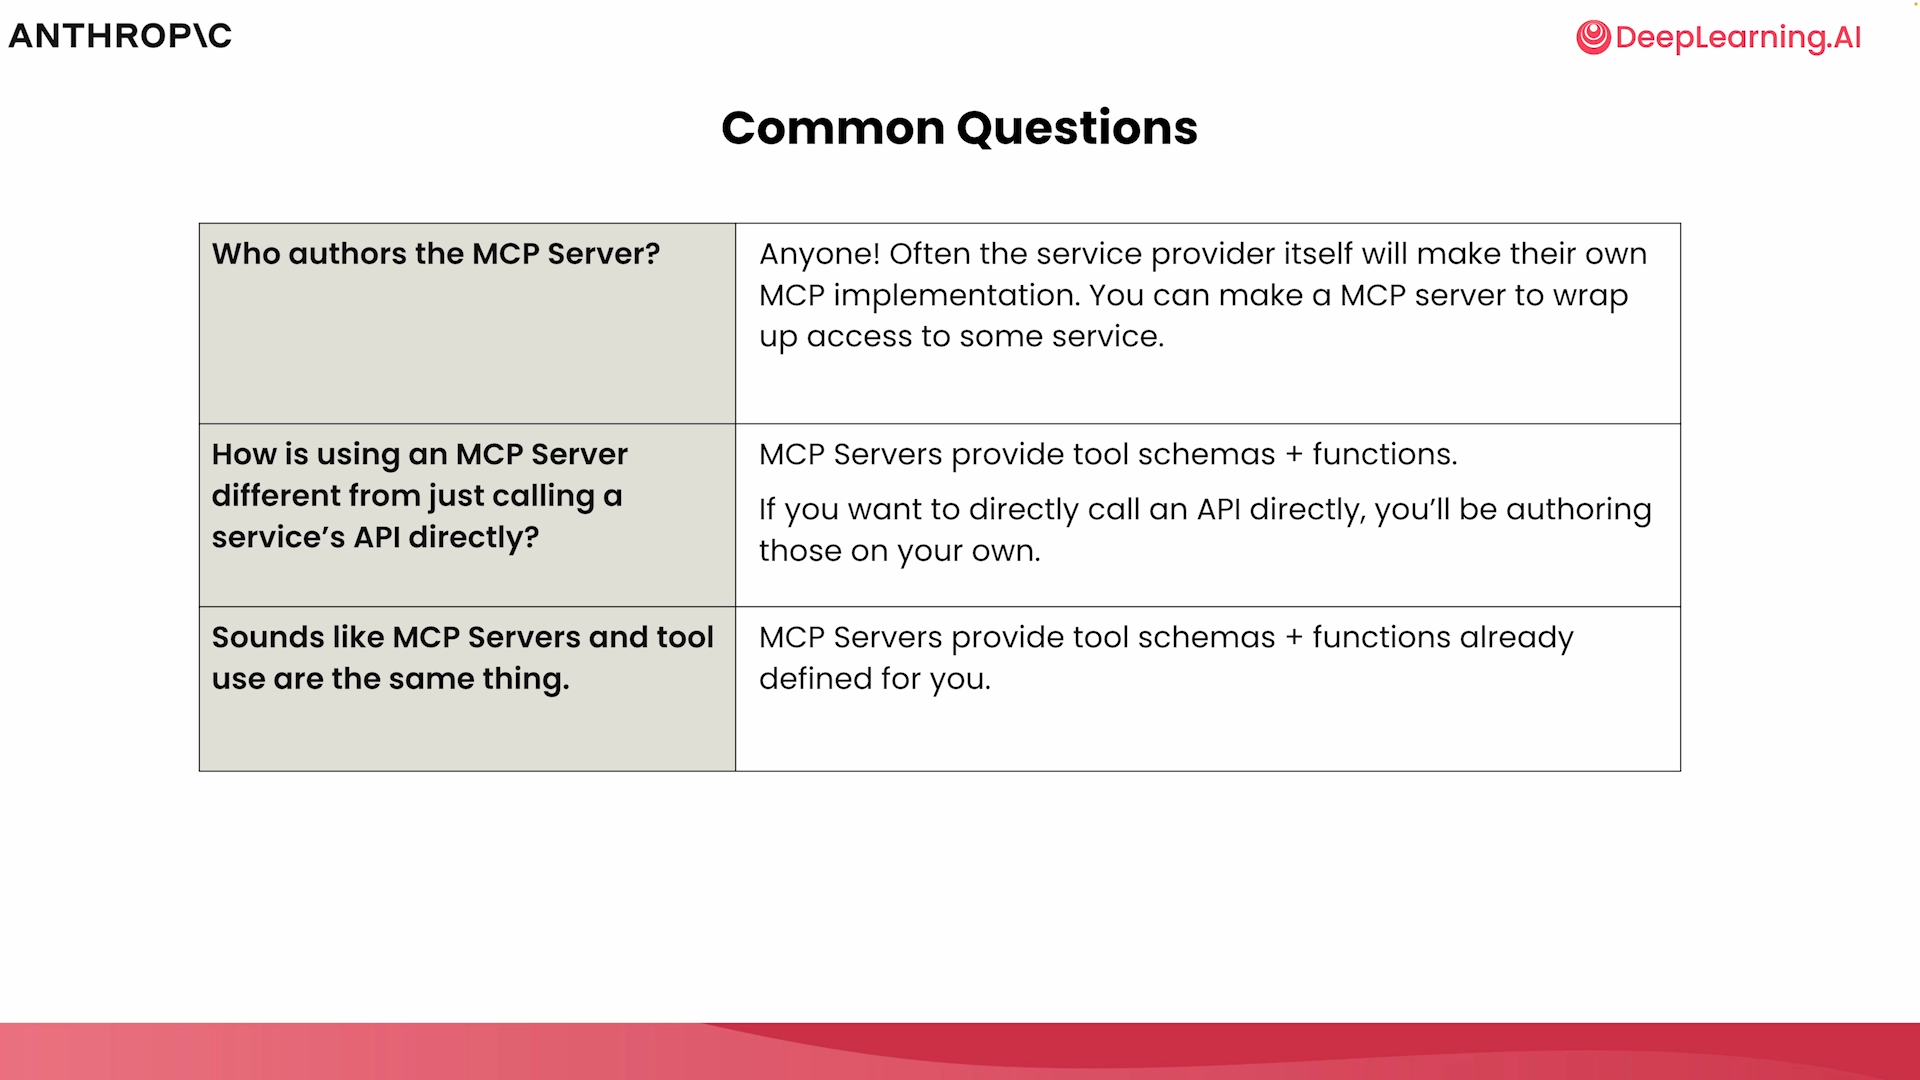 ANTHROP\C
DeepLearning.AI
Common Questions
Who authors the MCP Server?
Anyone! Often the service provider itself will make their own
MCP implementation. You can make a MCP server to wrap
up access to some service.
How is using an MCP Server
different from just calling a
service’s API directly?
MCP Servers provide tool schemas + functions.
If you want to directly call an API directly, you’ll be authoring
those on your own.
Sounds like MCP Servers and tool
use are the same thing.
MCP Servers provide tool schemas + functions already
defined for you.